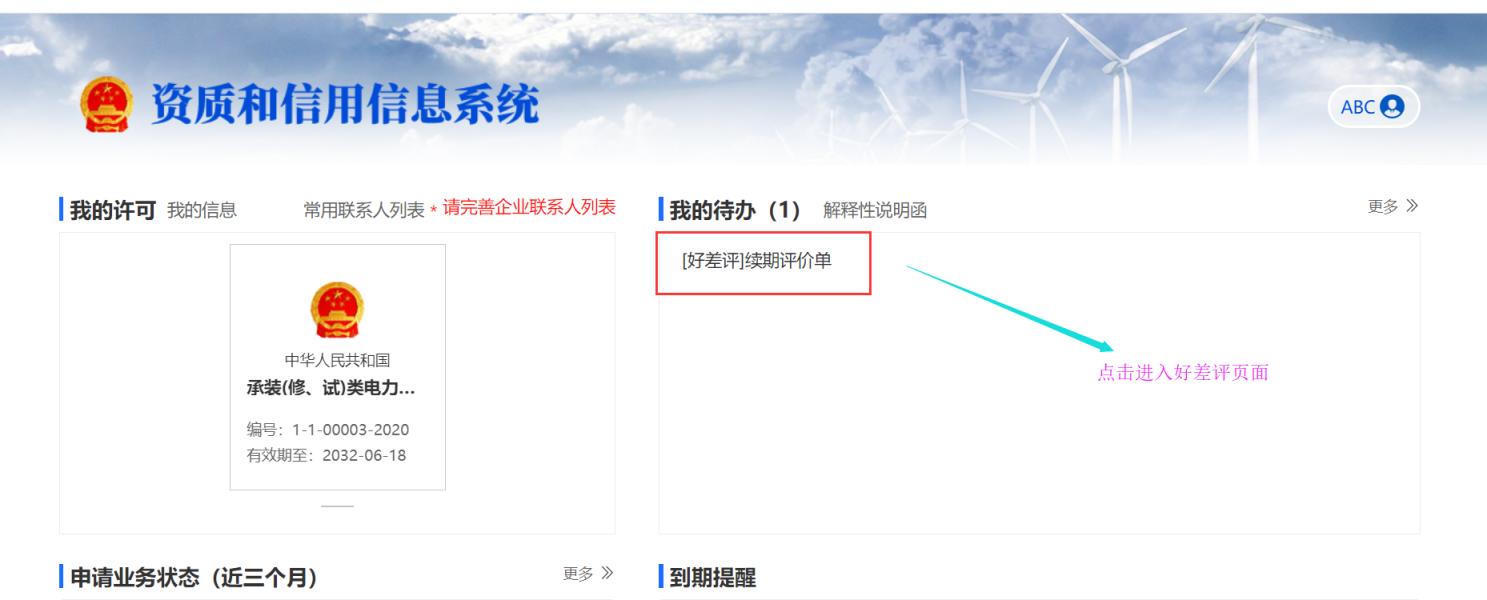 资质和信用信息系统
ABC
我的许可 我的信息 常用联系人列表 * 请完善企业联系人列表
中华人民共和国
承装(修、试)类电力...
编号：1-1-00003-2020
有效期至：2032-06-18
我的待办（1） 解释性说明函 更多
[好差评]续期评价单
点击进入好差评页面
申请业务状态（近三个月） 更多
到期提醒